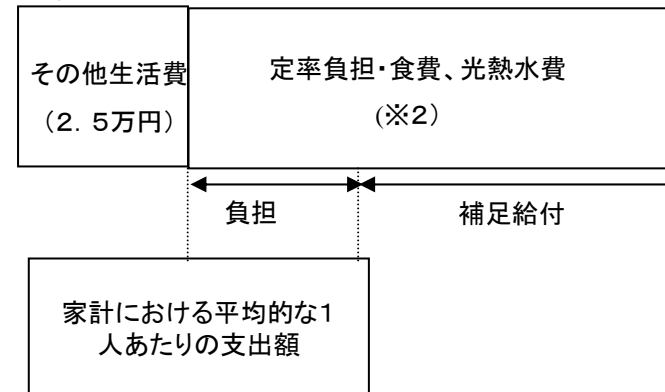 その他生活費
（２．５万円）
定率負担・食費、光熱水費
(※２）
負担
補足給付
家計における平均的な１
人あたりの支出額